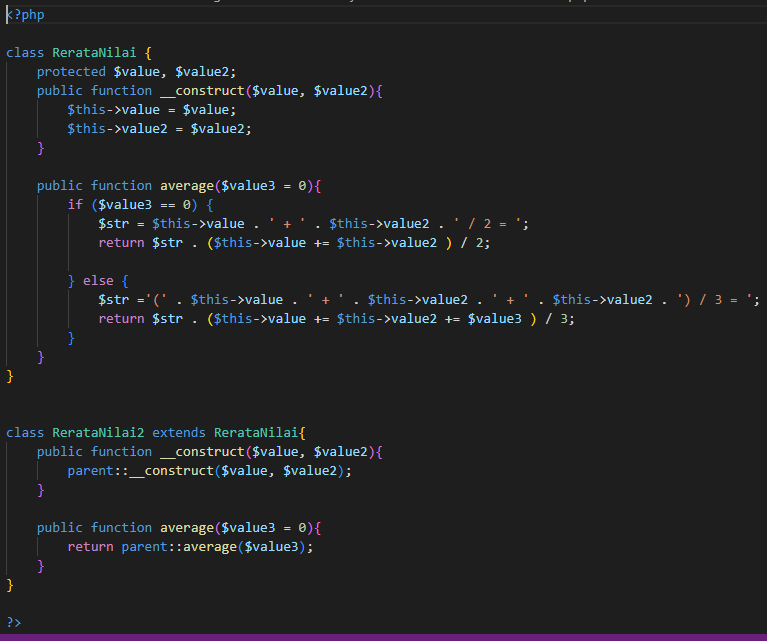 <?php
class RerataNilai {
    protected $value, $value2;
    public function __construct($value, $value2){
        $this->value = $value;
        $this->value2 = $value2;
    }
    public function average($value3 = 0){
        if ($value3 == 0) {
            $str = $this->value . ' + ' . $this->value2 . ' / 2 = ';
            return $str . ($this->value += $this->value2 ) / 2;
        } else {
            $str ='(' . $this->value . ' + ' . $this->value2 . ' + ' . $this->value2 . ') / 3 = ';
            return $str . ($this->value += $this->value2 += $value3 ) / 3;
        }
    }
}
class RerataNilai2 extends RerataNilai{
    public function __construct($value, $value2){
        parent::__construct($value, $value2);
    }
    public function average($value3 = 0){
        return parent::average($value3);
    }
}
?>